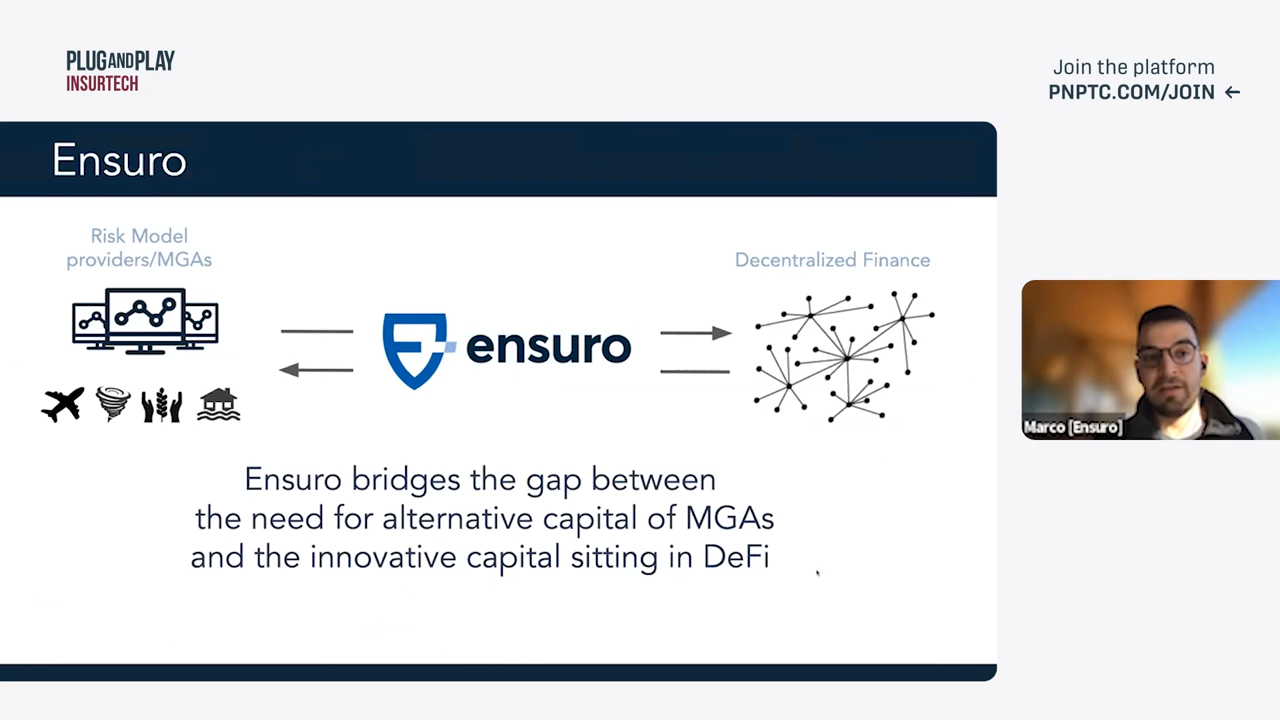 PLUGANDPLAY
INSURTECH
Join the platform
PNPTC.COM/JOIN ←
Ensuro
Risk Model
providers/MGAs
Decentralized Finance
ensuro
Ensuro bridges the gap between
the need for alternative capital of MGAs
and the innovative capital sitting in DeFi
Marco [Ensuro]